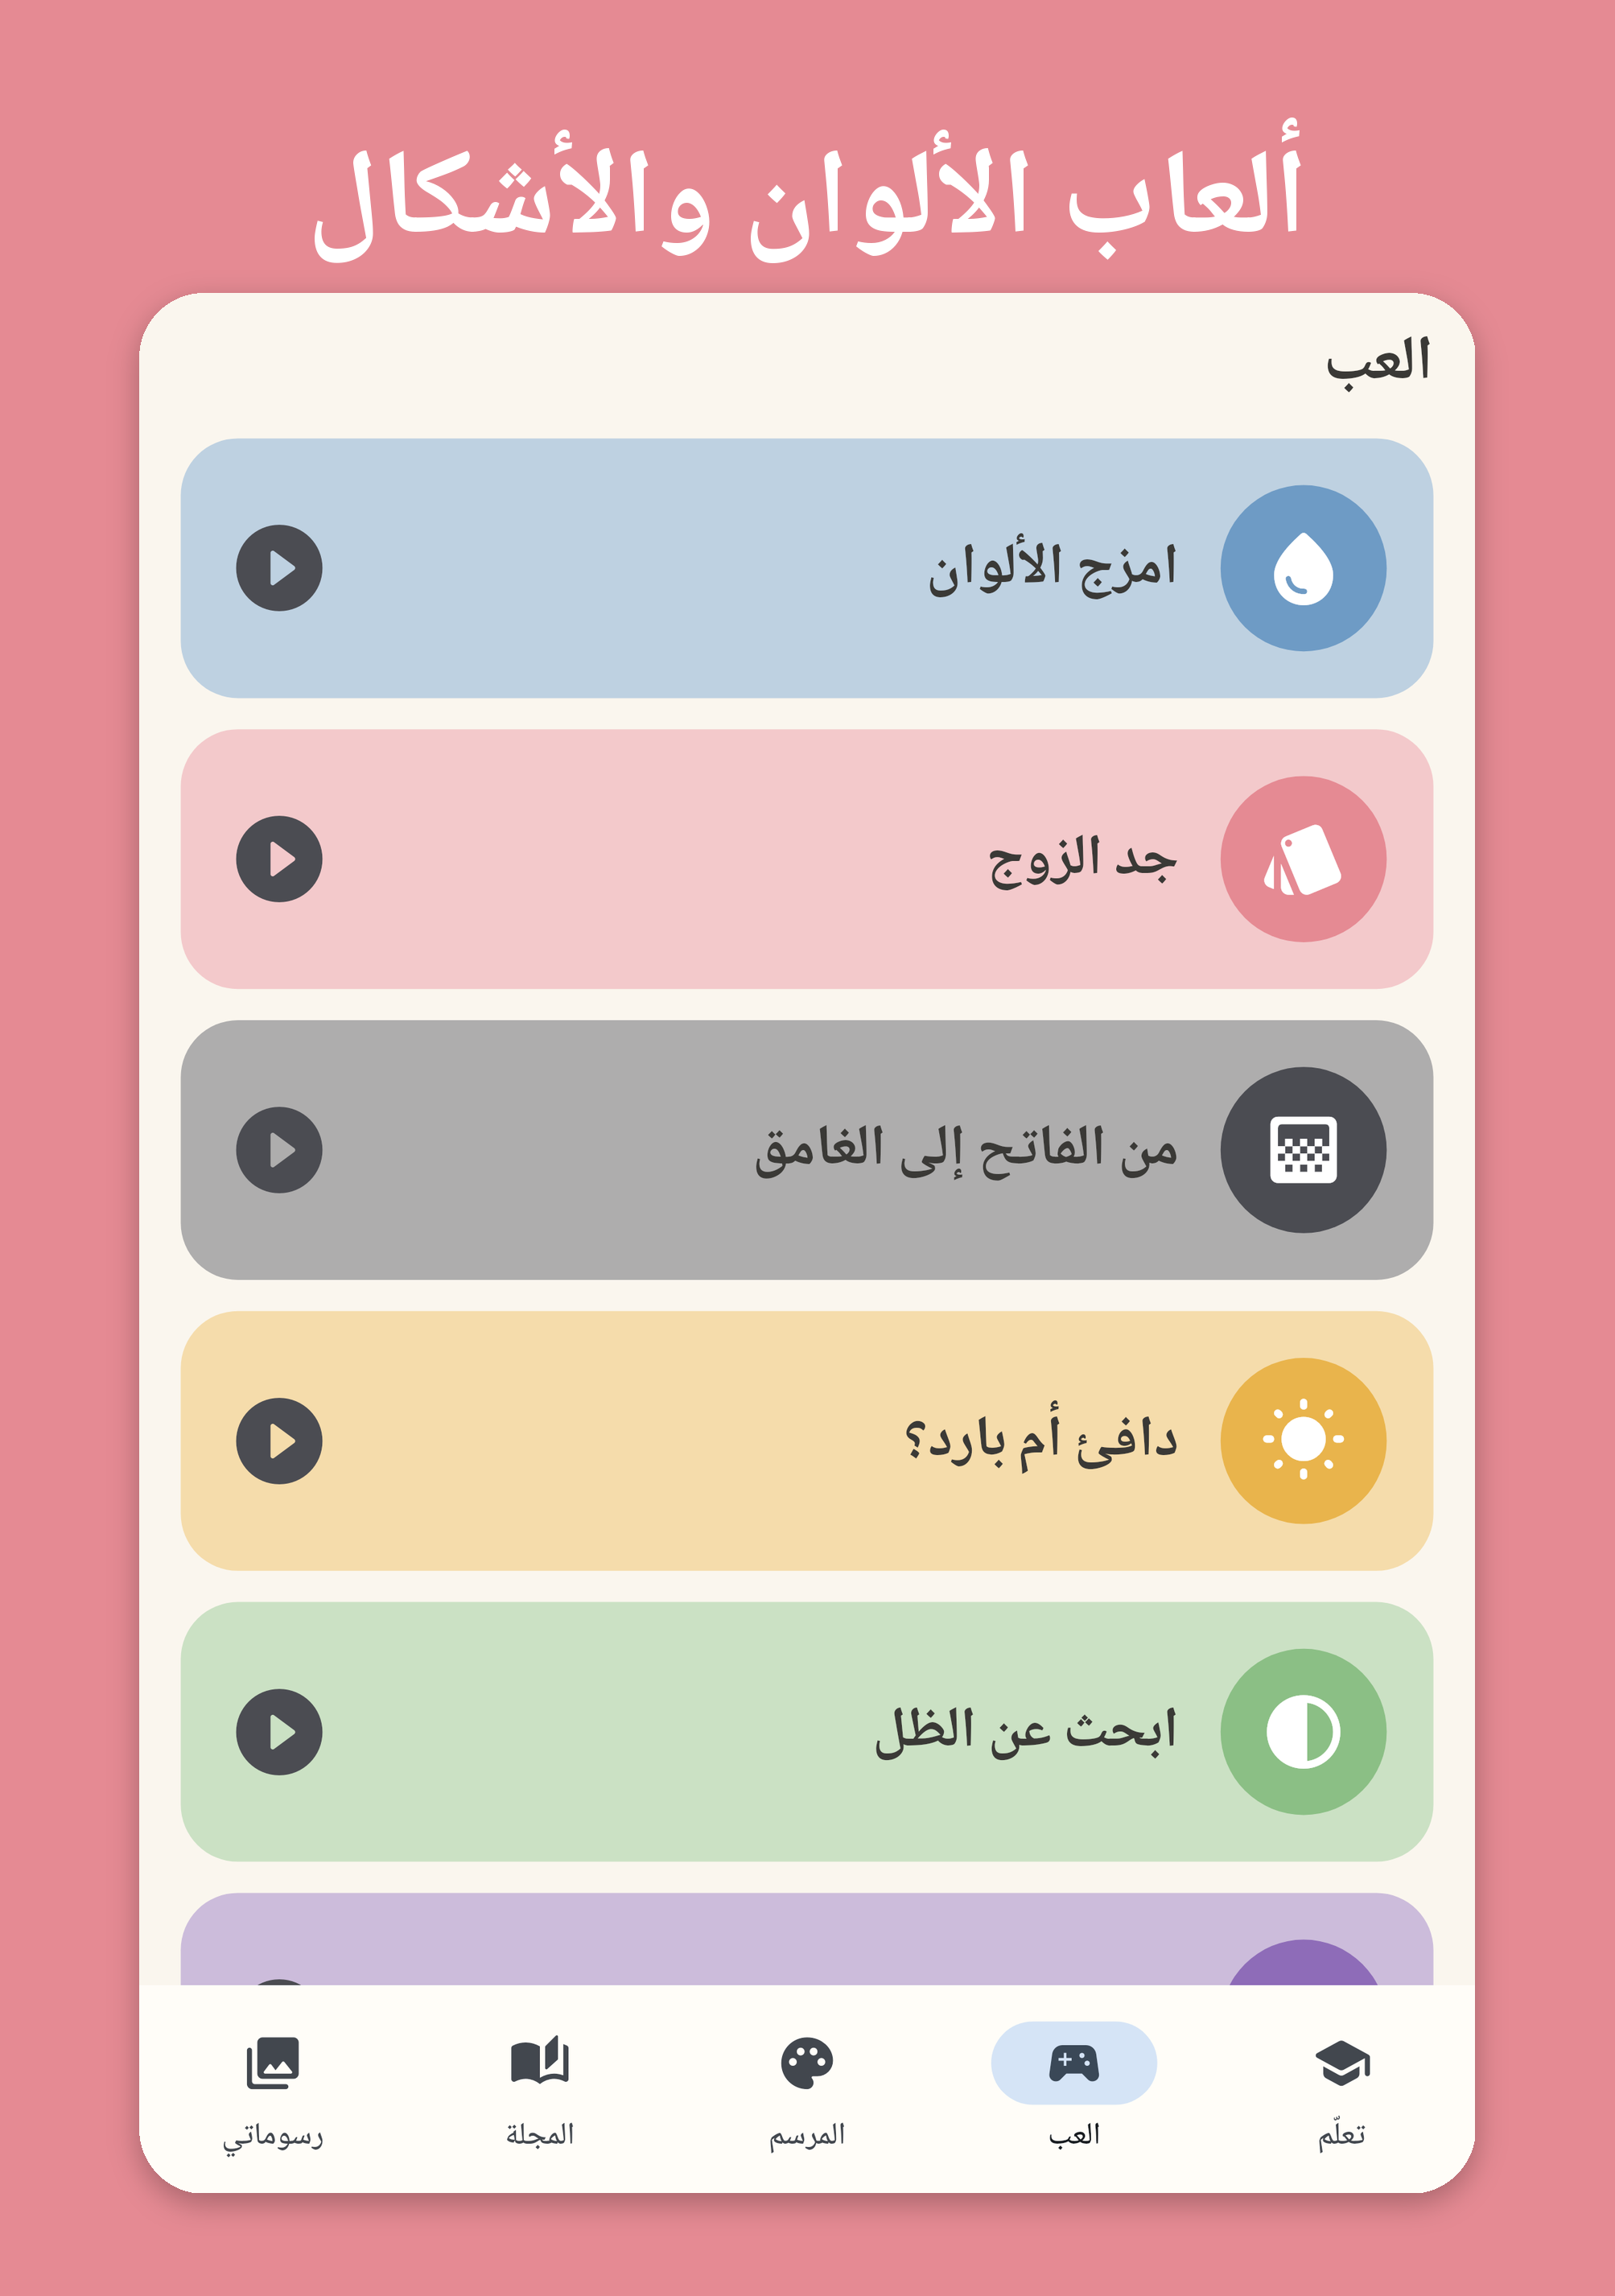 ألعاب الألوان والأشكال
العب
امزج الألوان
جد الزوج
من الفاتح إلى الغامق
دافئ أم بارد؟
ابحث عن الظل
تعلّم
العب
المرسم
المجلة
رسوماتي